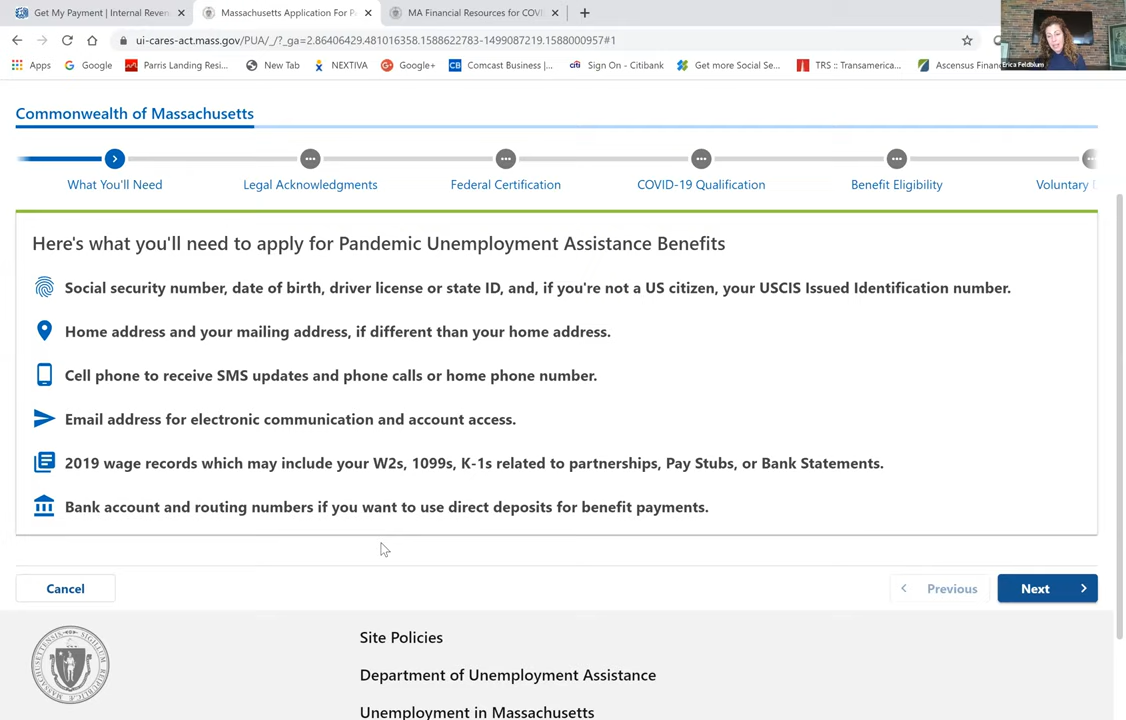 Get My Payment | Internal Reven
Massachusetts Application For P
MA Financial Resources for COVI
ui-cares-act.mass.gov/PUA/_/?_ga=2.86406429.481016358.1588622783-1499087219.1588000957#1
Apps
Google
Parris Landing Resi...
New Tab
NEXTIVA
Google+
Comcast Business |...
Sign On - Citibank
Get more Social Se...
TRS :: Transamerica...
Ascensus Finan
Erica Feldblum
Commonwealth of Massachusetts
What You'll Need
Legal Acknowledgments
Federal Certification
COVID-19 Qualification
Benefit Eligibility
Voluntary
Here's what you'll need to apply for Pandemic Unemployment Assistance Benefits
Social security number, date of birth, driver license or state ID, and, if you're not a US citizen, your USCIS Issued Identification number.
Home address and your mailing address, if different than your home address.
Cell phone to receive SMS updates and phone calls or home phone number.
Email address for electronic communication and account access.
2019 wage records which may include your W2s, 1099s, K-1s related to partnerships, Pay Stubs, or Bank Statements.
Bank account and routing numbers if you want to use direct deposits for benefit payments.
Cancel
Previous
Next
Site Policies
Department of Unemployment Assistance
Unemployment in Massachusetts